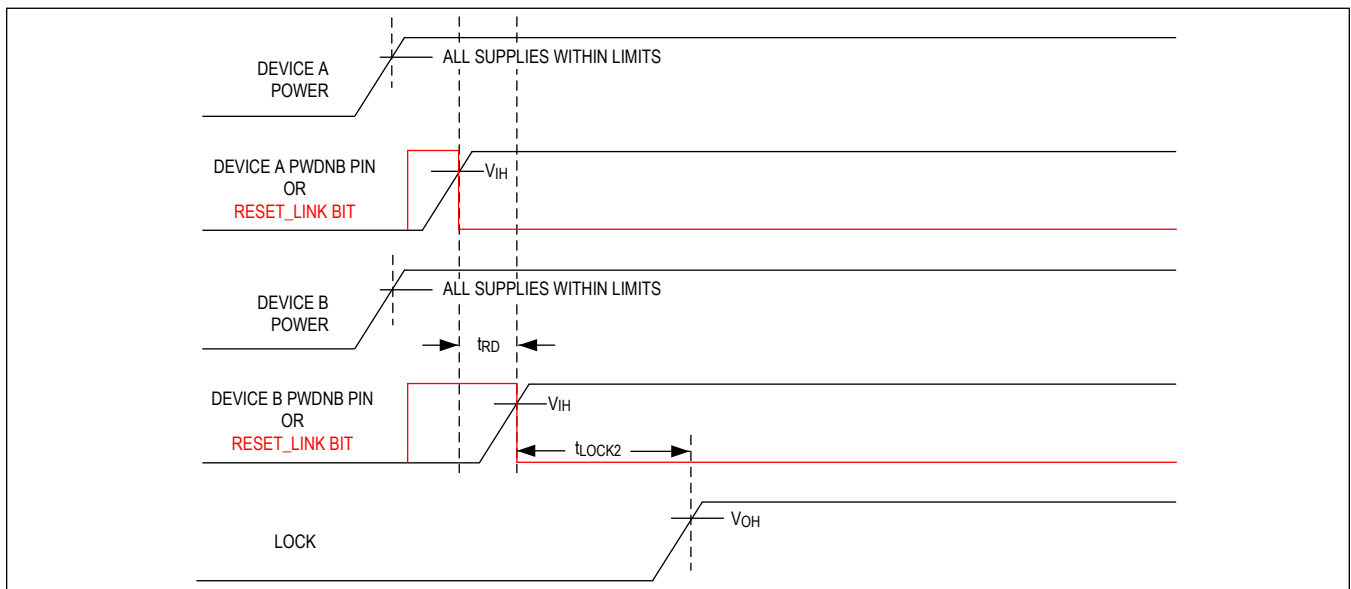 DEVICE A
POWER
ALL SUPPLIES WITHIN LIMITS
DEVICE A PWDNB PIN
OR
RESET_LINK BIT
VIH
DEVICE B
POWER
ALL SUPPLIES WITHIN LIMITS
tRD
DEVICE B PWDNB PIN
OR
RESET_LINK BIT
VIH
tLOCK2
LOCK
VOH